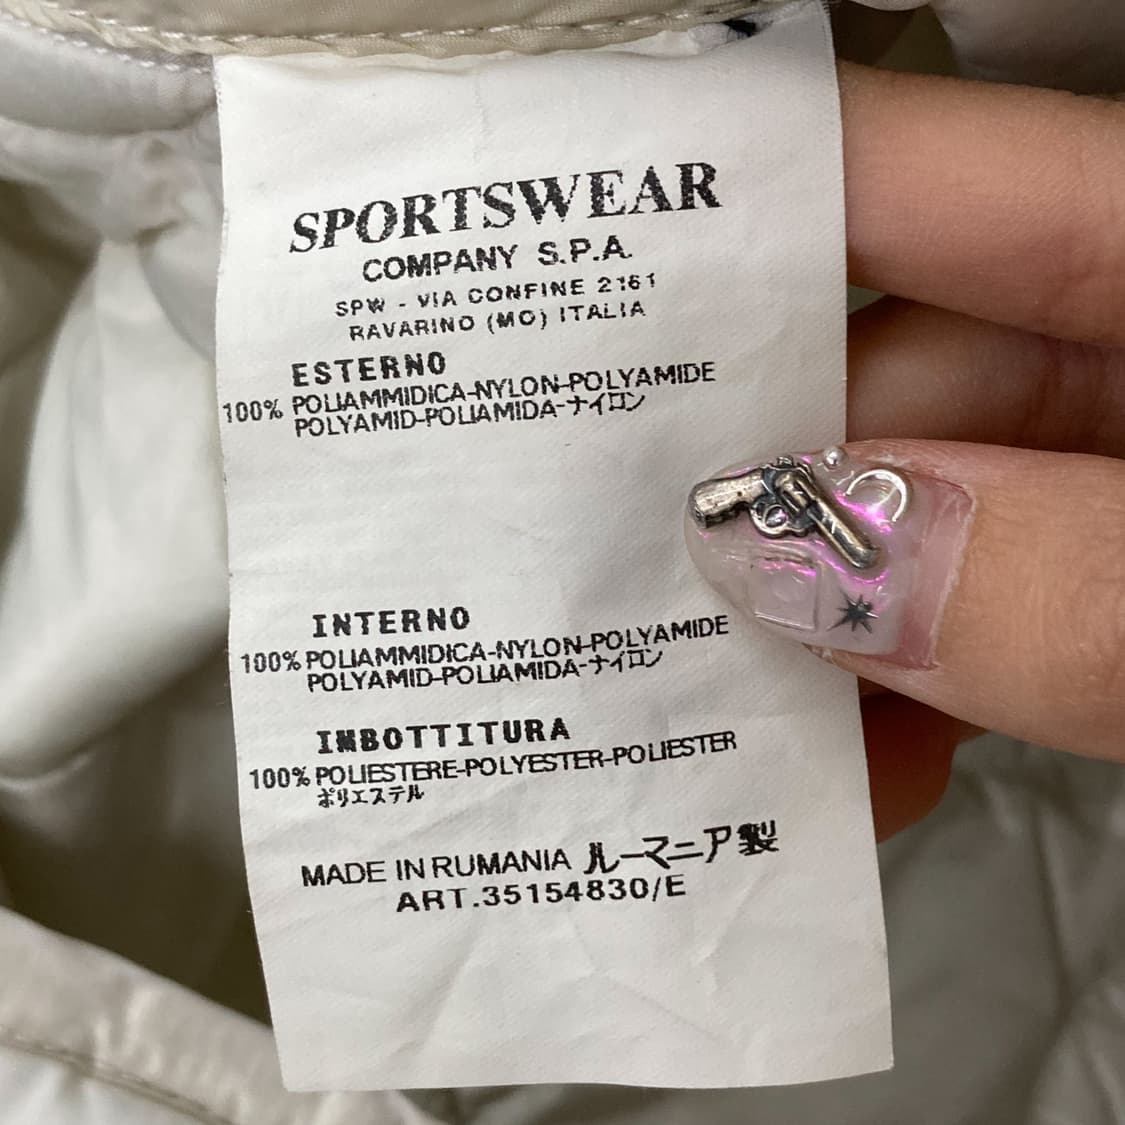 SPORTSWEAR
COMPANY S.P.A.
SPW - VIA CONFINE 2161
RAVARINO (MO) ITALIA
ESTERNO
100% POLIAMMIDICA-NYLON-POLYAMIDE
POLYAMID-POLIAMIDA-ナイロン
INTERNO
100% POLIAMMIDICA-NYLON-POLYAMIDE
POLYAMID-POLIAMIDA-ナイロン
IMBOTTITURA
100% POLIESTERE-POLYESTER-POLIESTER
ポリエステル
MADE IN RUMANIA ルーマニア製
ART.35154830/E